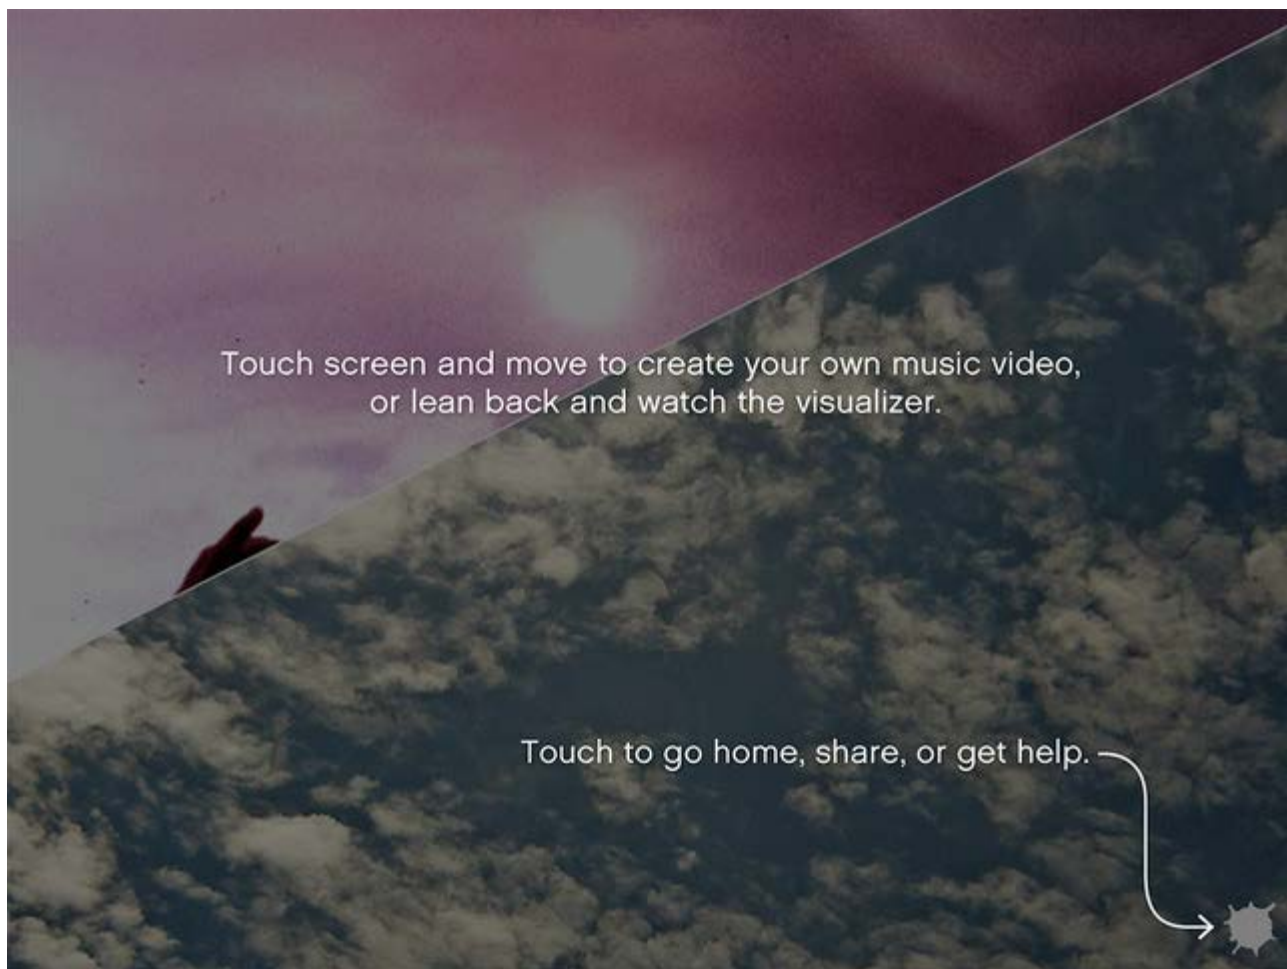 Touch screen and move to create your own music video,
or lean back and watch the visualizer.
Touch to go home, share, or get help.